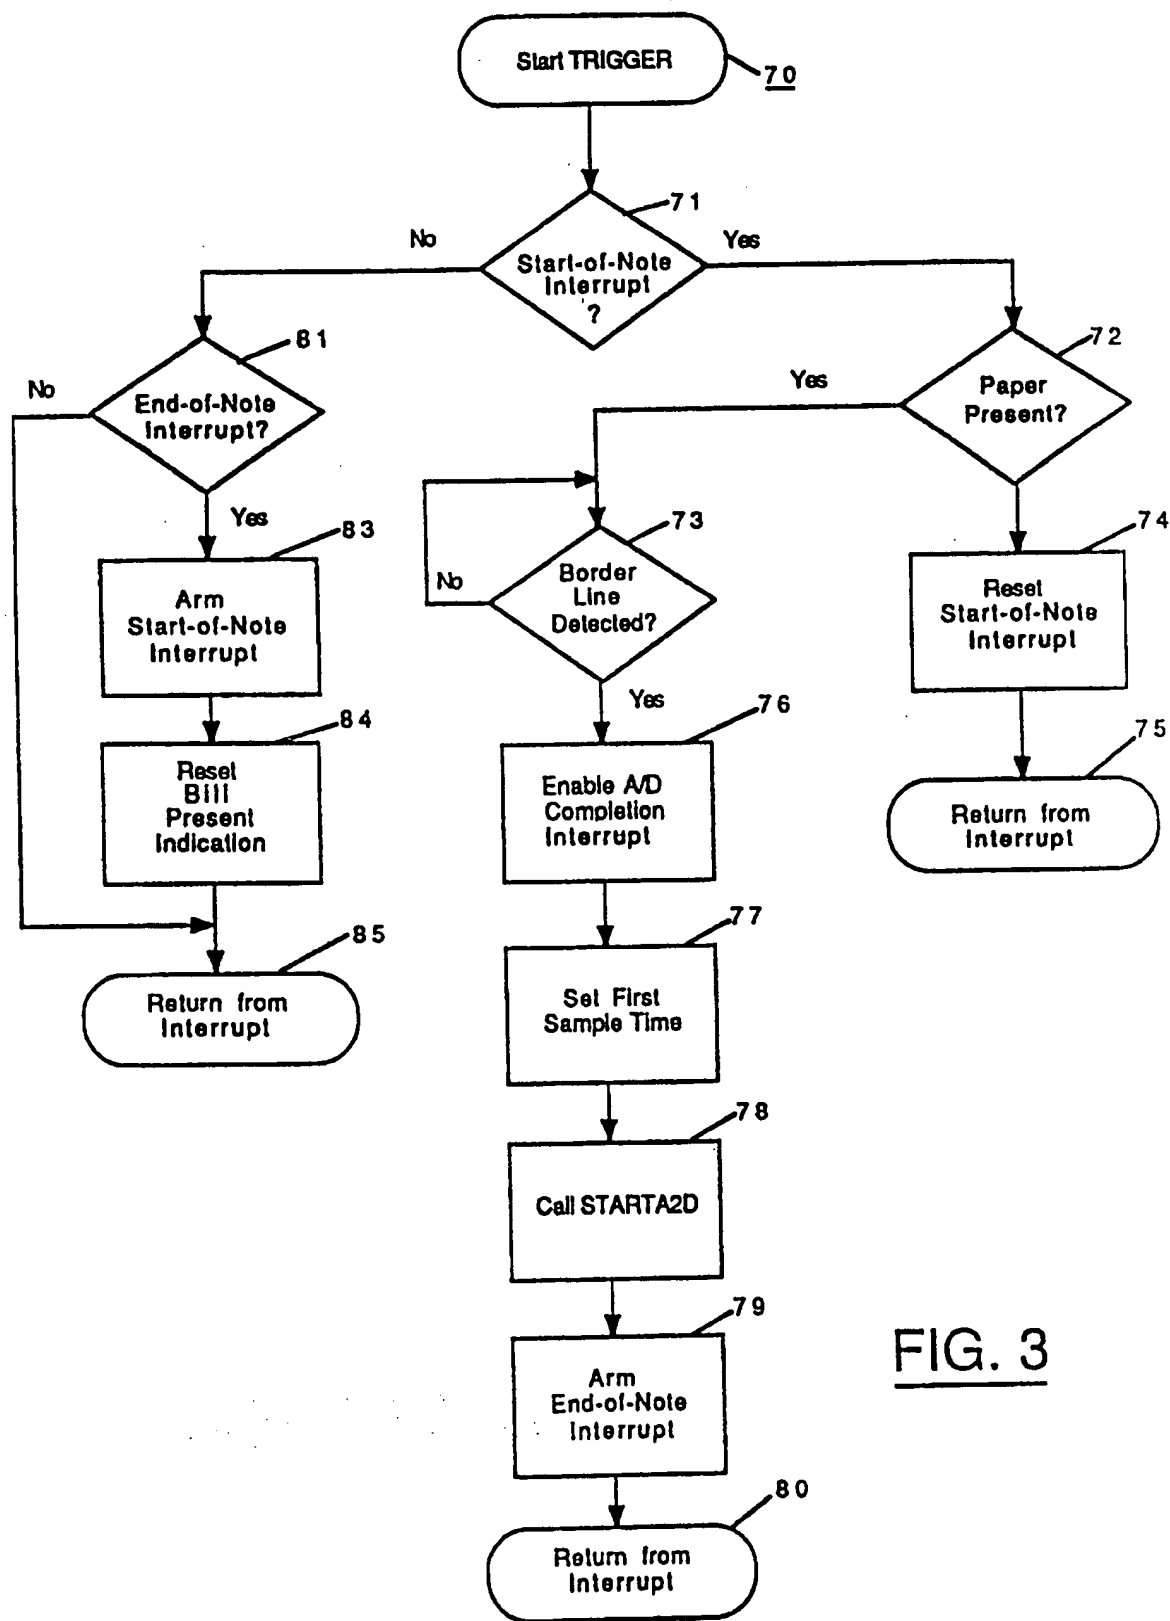 Start TRIGGER
70
71
No
Yes
Start-of-Note
Interrupt
?
81
72
No
End-of-Note
Interrupt?
Yes
Paper
Present?
Yes
83
73
74
Arm
Start-of-Note
Interrupt
No
Border
Line
Detected?
Reset
Start-of-Note
Interrupt
Yes
84
76
75
Reset
Bill
Present
Indication
Enable A/D
Completion
Interrupt
Return from
Interrupt
85
77
Return from
Interrupt
Set First
Sample Time
78
Call STARTA2D
79
Arm
End-of-Note
Interrupt
FIG. 3
80
Return from
Interrupt